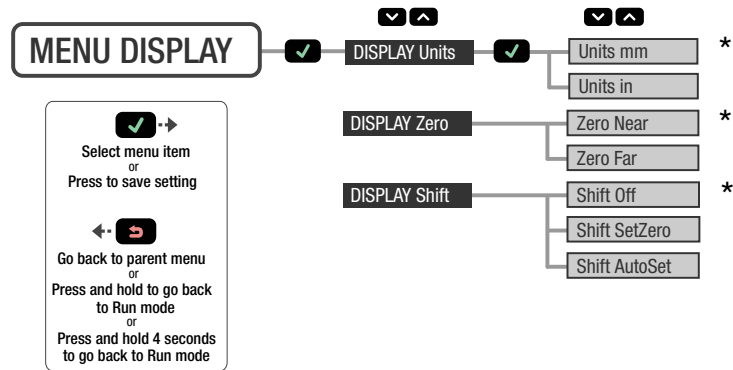 MENU DISPLAY
DISPLAY Units
Units mm *
Units in
DISPLAY Zero
Zero Near *
Zero Far
DISPLAY Shift
Shift Off *
Shift SetZero
Shift AutoSet
Select menu item
or
Press to save setting
Go back to parent menu
or
Press and hold to go back
to Run mode
or
Press and hold 4 seconds
to go back to Run mode